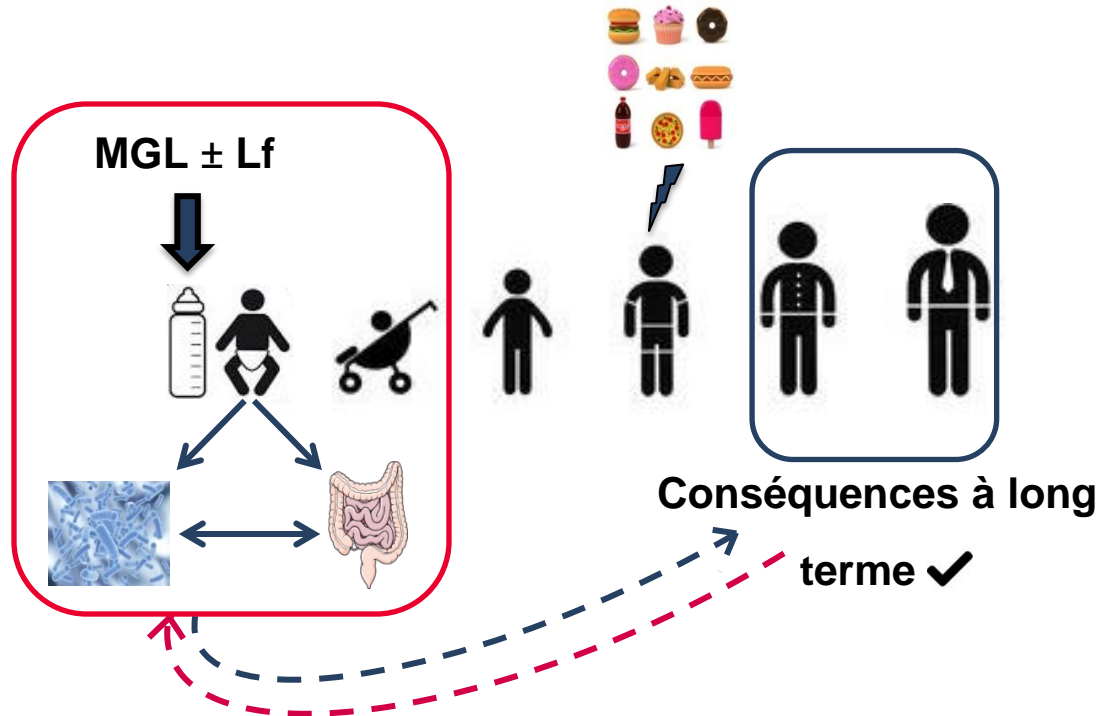 MGL ± Lf
Conséquences à long
terme ✓